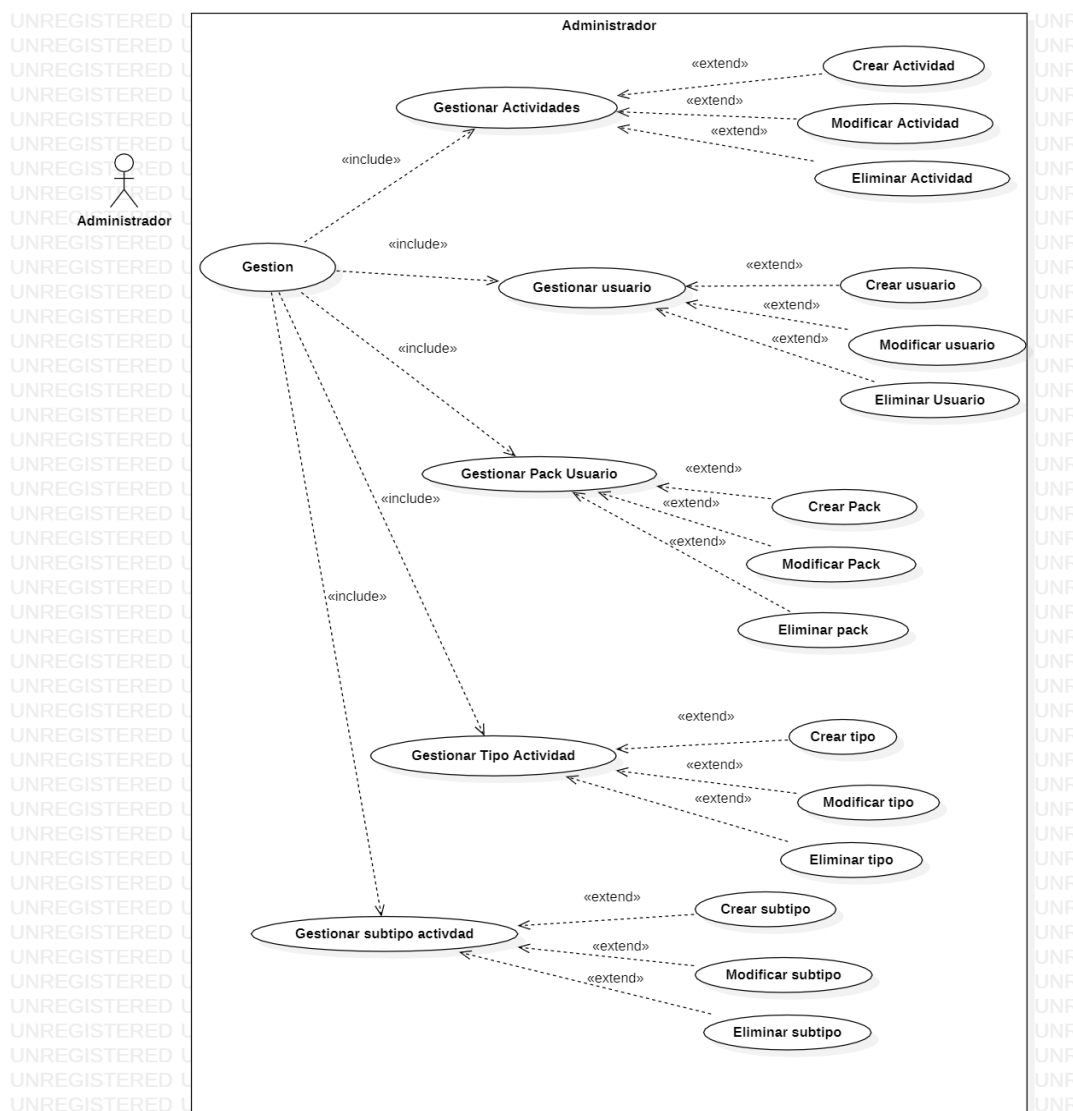 Administrador
«extend»
Crear Actividad
Gestionar Actividades
«extend»
Modificar Actividad
«extend»
«include»
Eliminar Actividad
Administrador
«include»
Gestion
«extend»
Gestionar usuario
Crear usuario
«extend»
«extend»
Modificar usuario
«include»
Eliminar Usuario
Gestionar Pack Usuario
«extend»
«include»
«extend»
Crear Pack
«extend»
Modificar Pack
«include»
Eliminar pack
«extend»
Crear tipo
Gestionar Tipo Actividad
«extend»
«extend»
Modificar tipo
Eliminar tipo
«extend»
Crear subtipo
Gestionar subtipo activdad
«extend»
«extend»
Modificar subtipo
Eliminar subtipo
UNREGISTERED